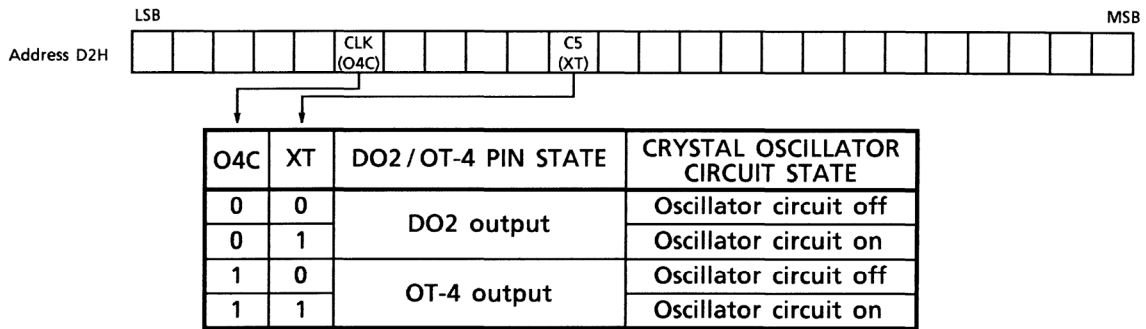 LSB MSB
Address D2H CLK (O4C) C5 (XT)
O4C XT DO2 / OT-4 PIN STATE CRYSTAL OSCILLATOR CIRCUIT STATE
0 0 DO2 output Oscillator circuit off
0 1 Oscillator circuit on
1 0 OT-4 output Oscillator circuit off
1 1 Oscillator circuit on